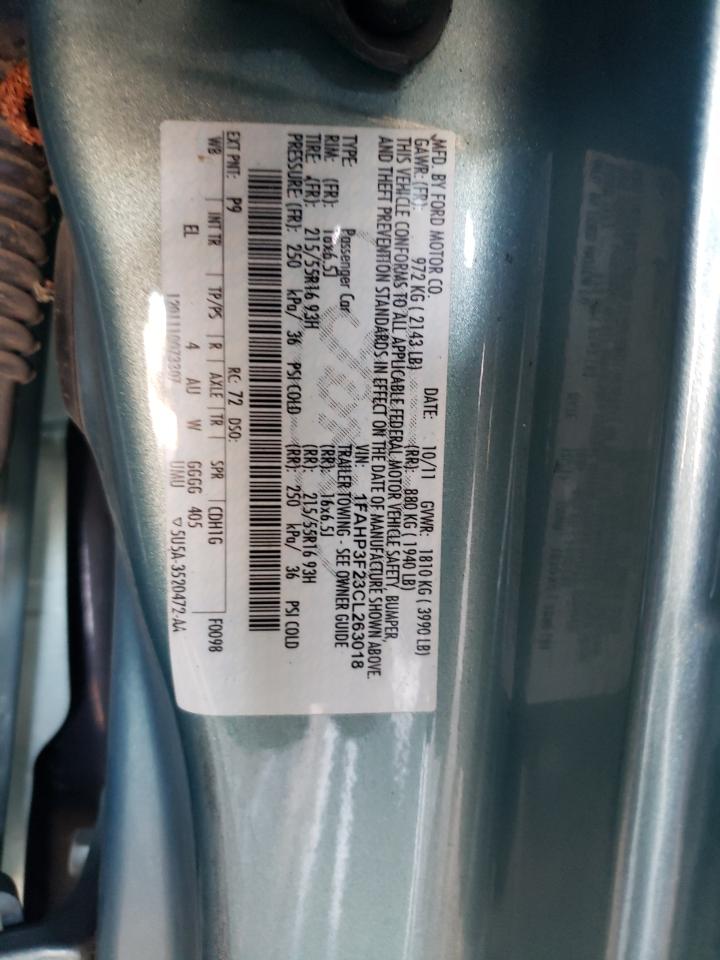 MFD. BY FORD MOTOR CO. DATE: 10/11 GVWR: 1810 KG ( 3990 LB)
GAWR: (FR): 972 KG ( 2143 LB) (RR): 880 KG ( 1940 LB)
THIS VEHICLE CONFORMS TO ALL APPLICABLE FEDERAL MOTOR VEHICLE SAFETY, BUMPER,
AND THEFT PREVENTION STANDARDS IN EFFECT ON THE DATE OF MANUFACTURE SHOWN ABOVE.
VIN: 1FAHP3F23CL263018
TYPE: Passenger Car TRAILER TOWING - SEE OWNER GUIDE
RIM: (FR): 16x6.5J (RR): 16x6.5J
TIRE: (FR): 215/55R16 93H (RR): 215/55R16 93H
PRESSURE (FR): 250 kPa/ 36 PSI COLD (RR): 250 kPa/ 36 PSI COLD
EXT PNT: P9 RC: 72 DSO: F0098
WB INT TR TP/PS R AXLE TR SPR CDH1G
EL 4 AU W GGGG 405
UMU
1201110073307 5U5A-3520472-AA